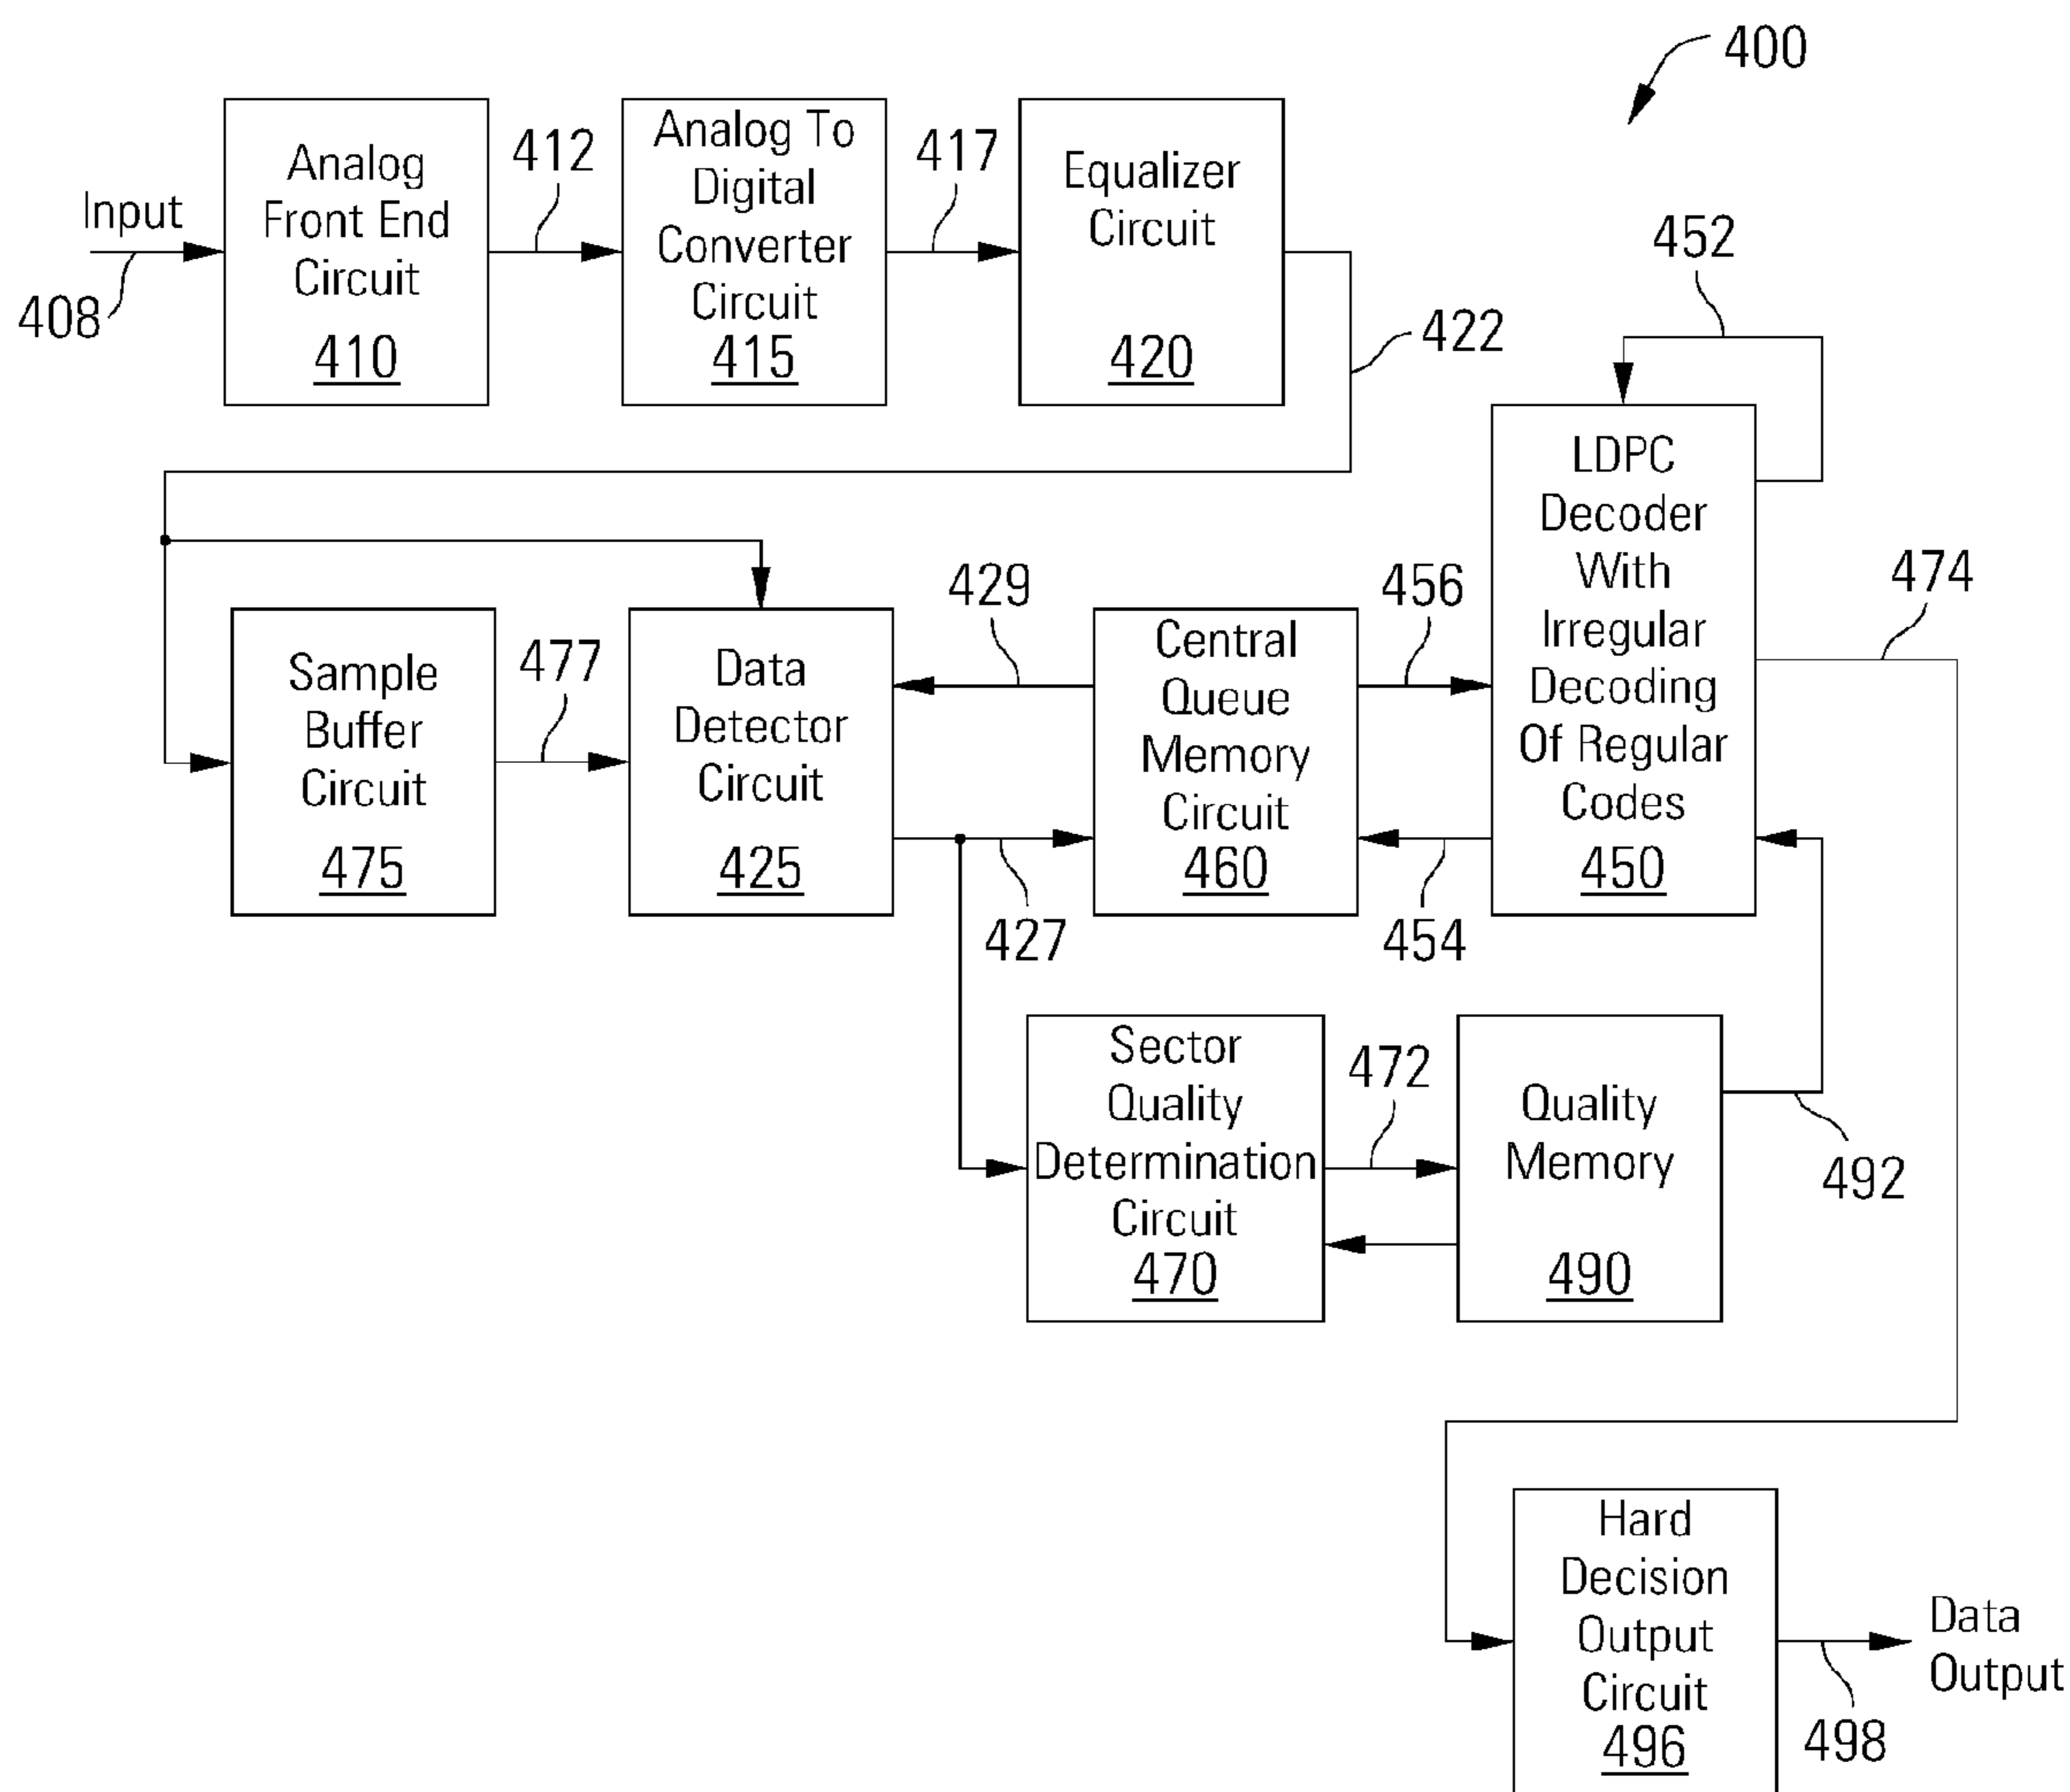 400
Input
408
Analog
Front End
Circuit
410
412
Analog To
Digital
Converter
Circuit
415
417
Equalizer
Circuit
420
422
452
LDPC
Decoder
With
Irregular
Decoding
Of Regular
Codes
450
474
Sample
Buffer
Circuit
475
477
Data
Detector
Circuit
425
429
427
Central
Queue
Memory
Circuit
460
456
454
Sector
Quality
Determination
Circuit
470
472
Quality
Memory
490
492
Hard
Decision
Output
Circuit
496
498
Data
Output